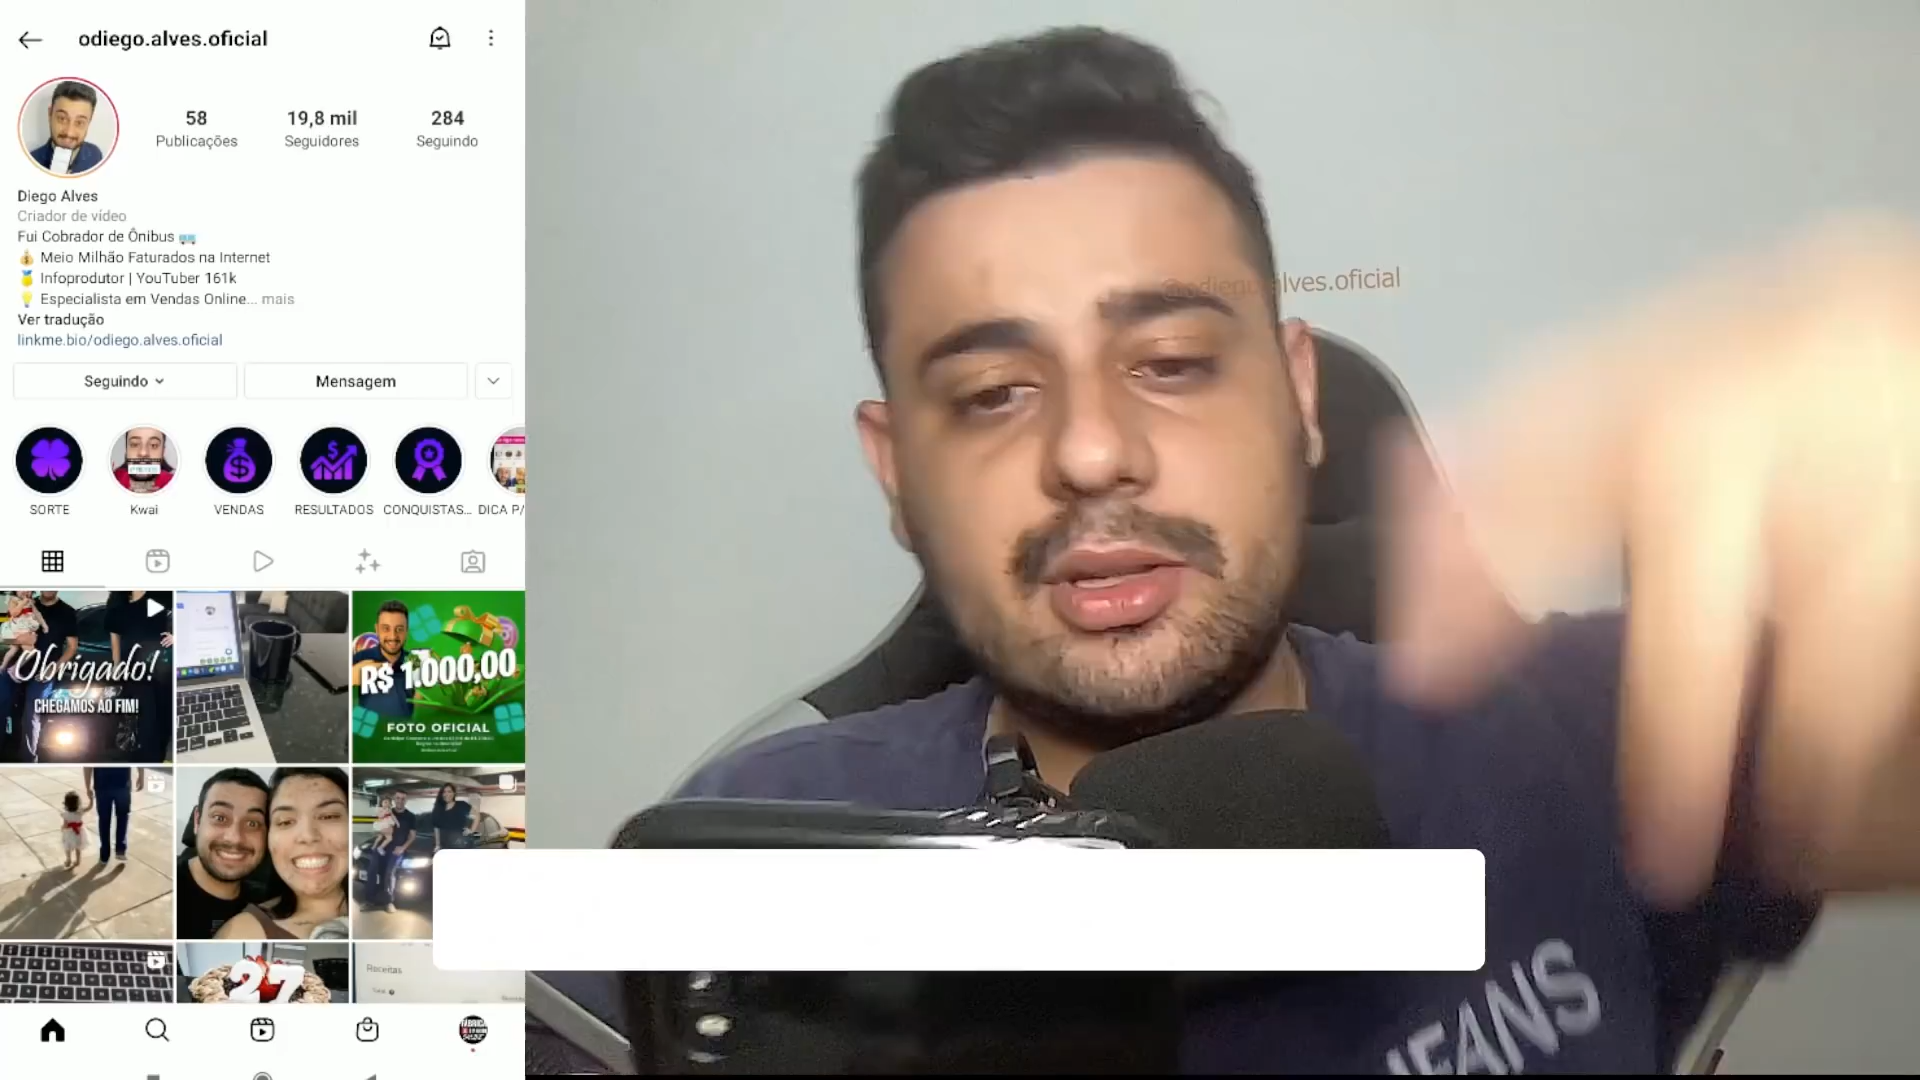 odiego.alves.oficial
58
Publicações
19,8 mil
Seguidores
284
Seguindo
Diego Alves
Criador de vídeo
Fui Cobrador de Ônibus 🚌
💰 Meio Milhão Faturados na Internet
🏅 Infoprodutor | YouTuber 161k
💡 Especialista em Vendas Online... mais
Ver tradução
linkme.bio/odiego.alves.oficial
Seguindo
Mensagem
SORTE
Kwai
VENDAS
RESULTADOS
CONQUISTAS...
DICA P/
Obrigado!
CHEGAMOS AO FIM!
R$ 1.000,00
FOTO OFICIAL
27
Receitas
@odiego.alves.oficial
JEANS